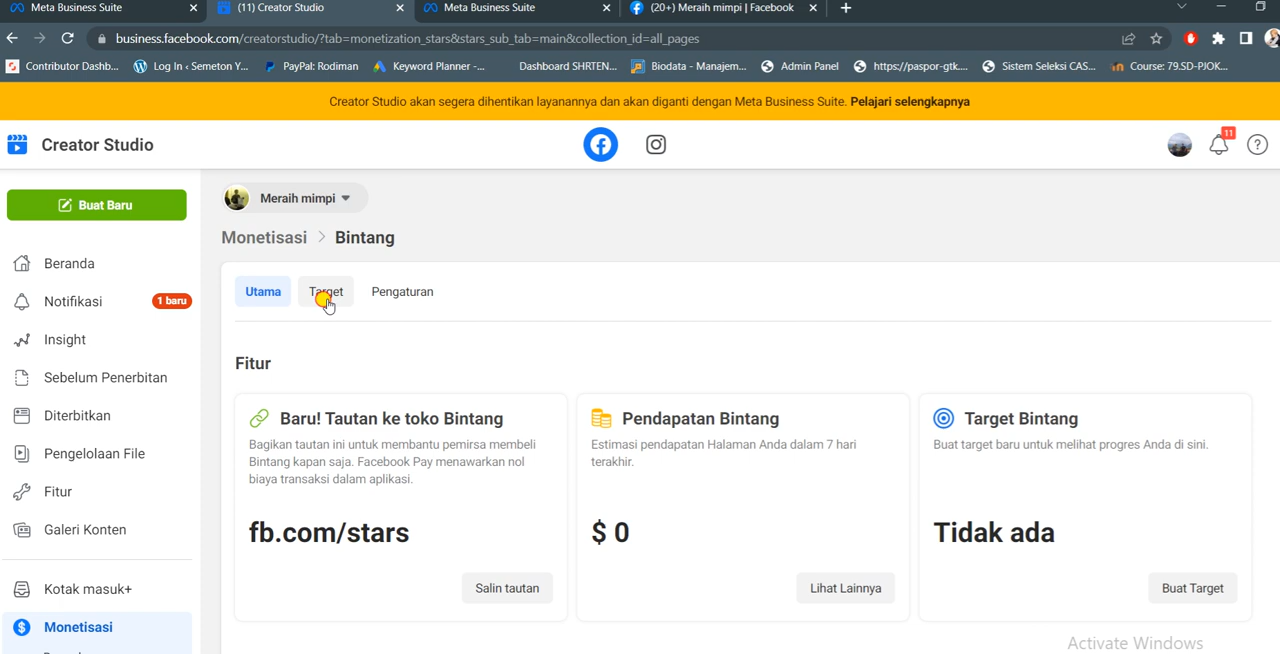 Meta Business Suite
(11) Creator Studio
Meta Business Suite
(20+) Meraih mimpi | Facebook
business.facebook.com/creatorstudio/?tab=monetization_stars&stars_sub_tab=main&collection_id=all_pages
Contributor Dashb...
Log In ‹ Semeton Y...
PayPal: Rodiman
Keyword Planner -...
Dashboard SHRTEN...
Biodata - Manajem...
Admin Panel
https://paspor-gtk....
Sistem Seleksi CAS...
Course: 79.SD-PJOK...
Creator Studio akan segera dihentikan layanannya dan akan diganti dengan Meta Business Suite. Pelajari selengkapnya
Creator Studio
11
Buat Baru
Beranda
Notifikasi
1 baru
Insight
Sebelum Penerbitan
Diterbitkan
Pengelolaan File
Fitur
Galeri Konten
Kotak masuk+
Monetisasi
Meraih mimpi
Monetisasi > Bintang
Utama
Target
Pengaturan
Fitur
Baru! Tautan ke toko Bintang
Bagikan tautan ini untuk membantu pemirsa membeli
Bintang kapan saja. Facebook Pay menawarkan nol
biaya transaksi dalam aplikasi.
fb.com/stars
Salin tautan
Pendapatan Bintang
Estimasi pendapatan Halaman Anda dalam 7 hari
terakhir.
$ 0
Lihat Lainnya
Target Bintang
Buat target baru untuk melihat progres Anda di sini.
Tidak ada
Buat Target
Activate Windows